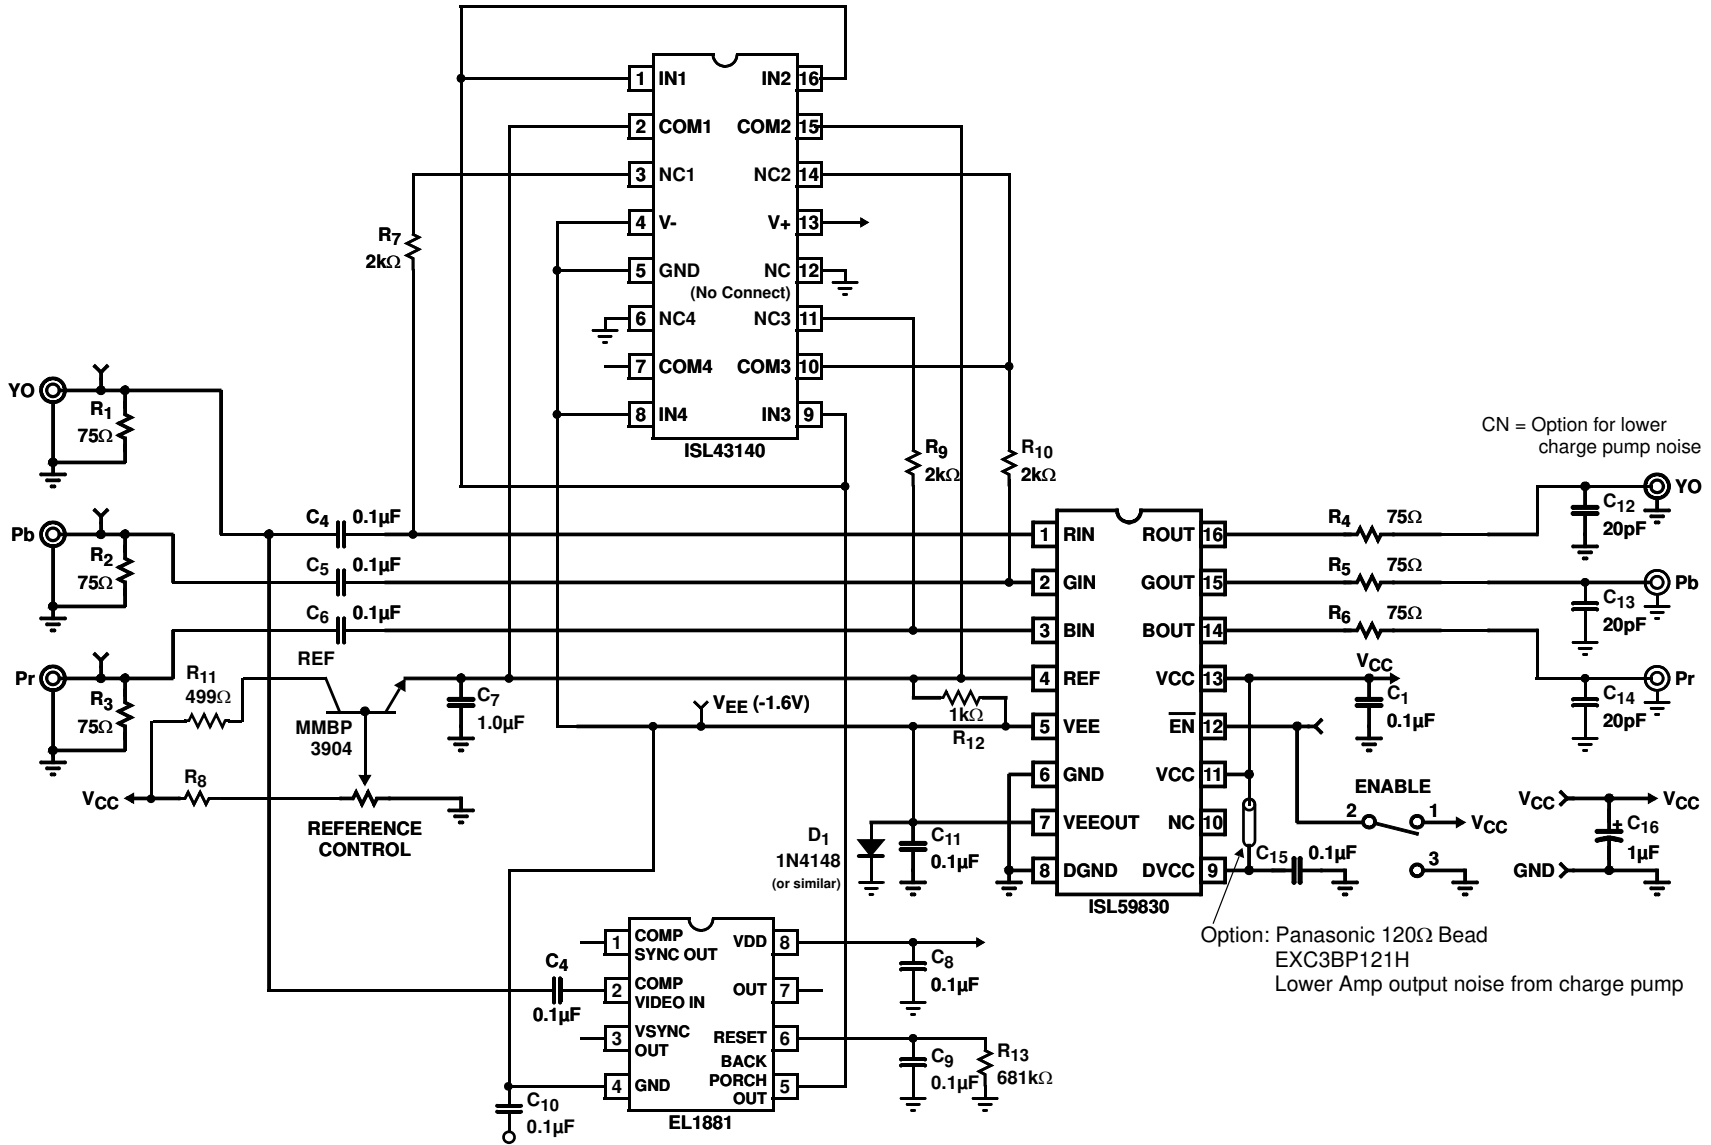 1 IN1 IN2 16
2 COM1 COM2 15
3 NC1 NC2 14
4 V- V+ 13
5 GND NC 12
(No Connect)
6 NC4 NC3 11
7 COM4 COM3 10
8 IN4 IN3 9
ISL43140
R7
2kΩ
R9
2kΩ
R10
2kΩ
YO
R1
75Ω
Pb
R2
75Ω
Pr
R3
75Ω
C4 0.1µF
C5 0.1µF
C6 0.1µF
REF
R11
499Ω
MMBP
3904
C7
1.0µF
VCC
R8
REFERENCE
CONTROL
VEE (-1.6V)
1kΩ
R12
D1
1N4148
(or similar)
C11
0.1µF
1 RIN ROUT 16
2 GIN GOUT 15
3 BIN BOUT 14
4 REF VCC 13
5 VEE EN 12
6 GND VCC 11
7 VEEOUT NC 10
8 DGND DVCC 9
ISL59830
R4 75Ω
R5 75Ω
R6 75Ω
CN = Option for lower
charge pump noise
C12
20pF
YO
C13
20pF
Pb
C14
20pF
Pr
VCC
C1
0.1µF
ENABLE
2 1
VCC
3
C15 0.1µF
VCC VCC
+
C16
1µF
GND
Option: Panasonic 120Ω Bead
EXC3BP121H
Lower Amp output noise from charge pump
1 COMP
SYNC OUT
VDD 8
2 COMP
VIDEO IN
OUT 7
3 VSYNC
OUT
RESET 6
4 GND
BACK
PORCH
OUT
5
EL1881
C4
0.1µF
C8
0.1µF
C9
0.1µF
R13
681kΩ
C10
0.1µF